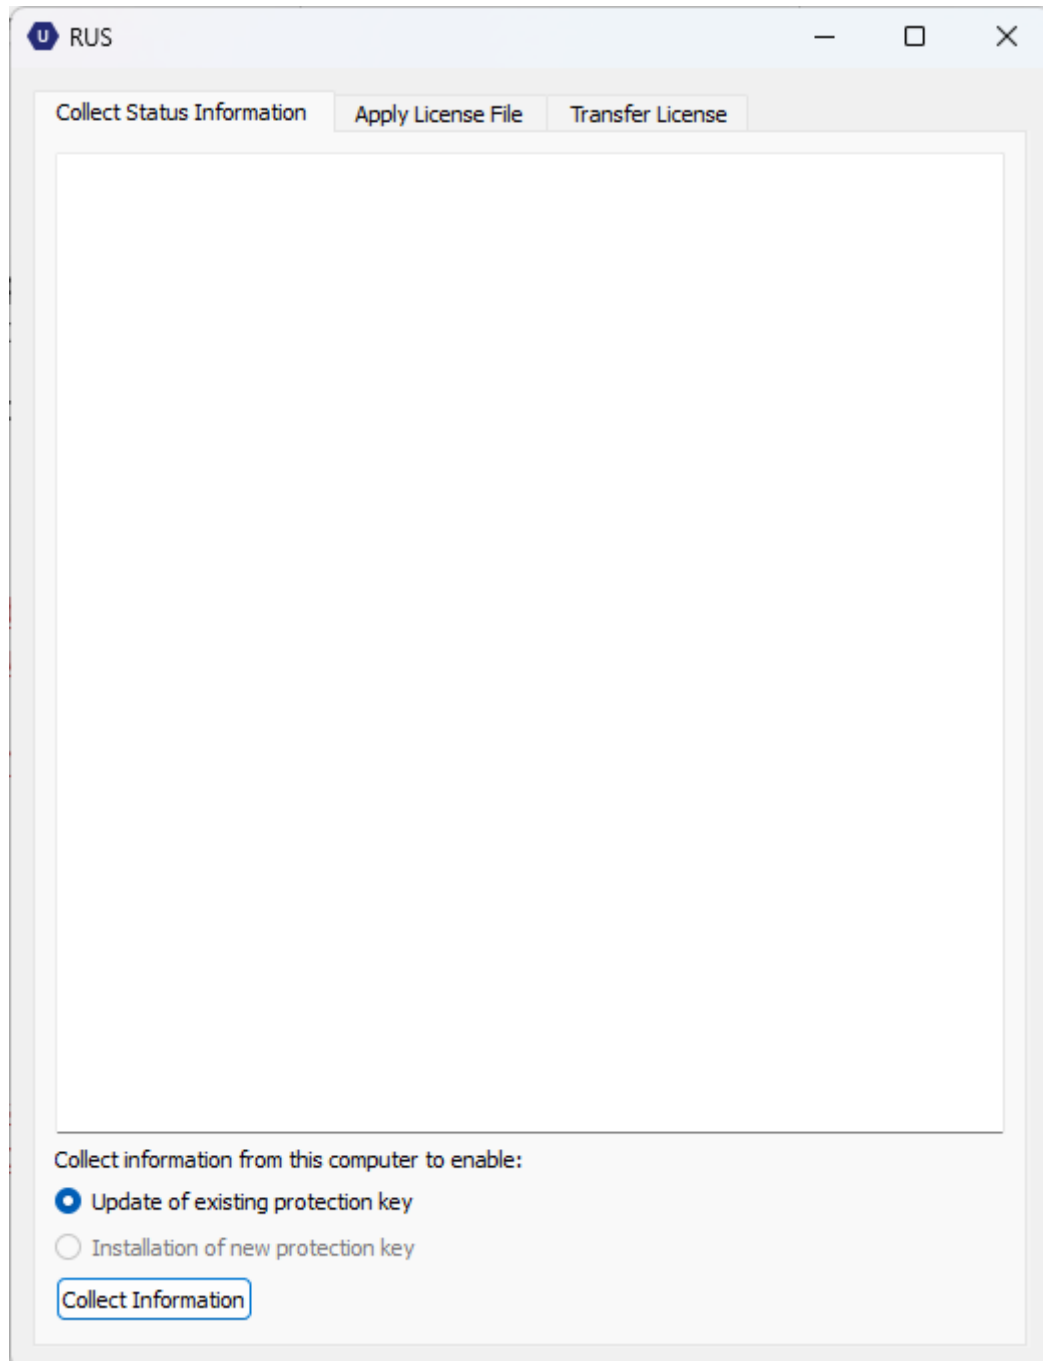 U RUS
Collect Status Information Apply License File Transfer License
Collect information from this computer to enable:
Update of existing protection key
Installation of new protection key
Collect Information